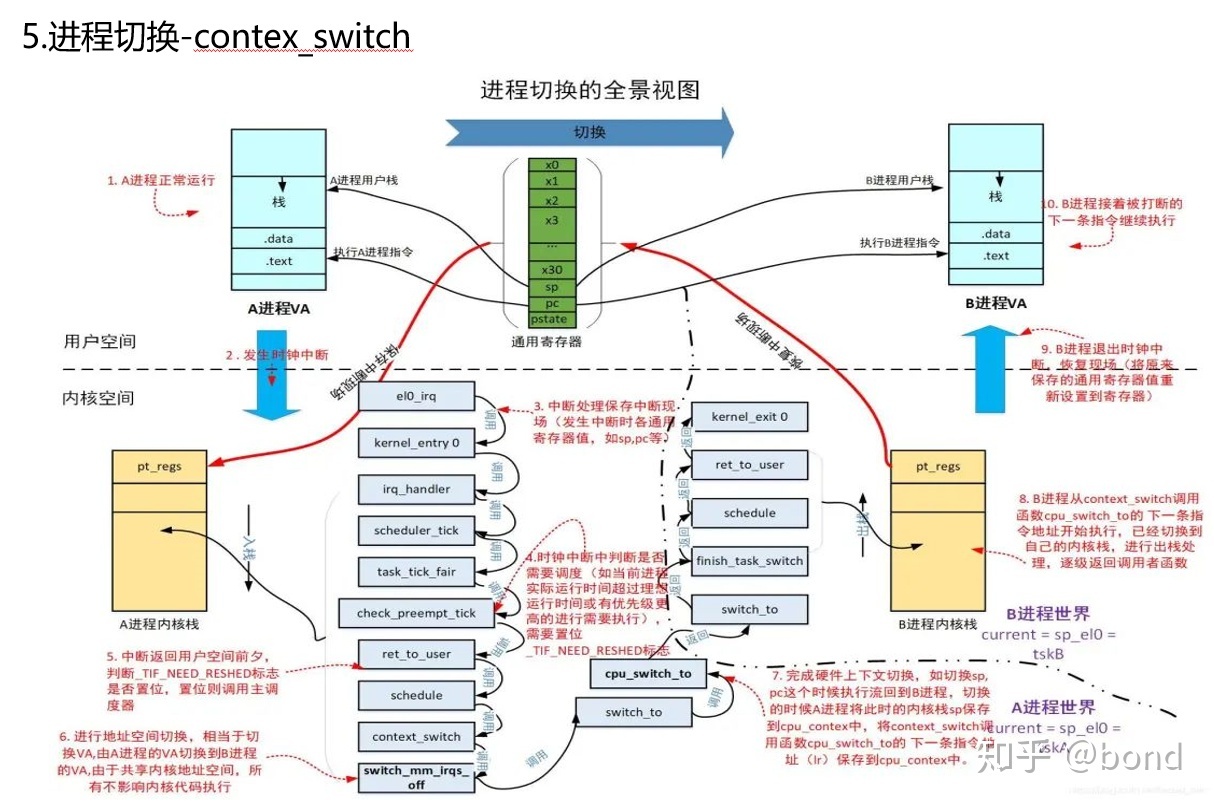 5.进程切换-contex_switch
进程切换的全景视图
切换
x0
x1
x2
x3
...
x30
sp
pc
pstate
通用寄存器
1. A进程正常运行
栈
.data
.text
A进程VA
A进程用户栈
执行A进程指令
B进程用户栈
执行B进程指令
栈
.data
.text
B进程VA
10. B进程接着被打断的
下一条指令继续执行
用户空间
内核空间
2 . 发生时钟中断
保存中断现场
恢复中断现场
9. B进程退出时钟中
断，恢复现场（将原来
保存的通用寄存器值重
新设置到寄存器）
pt_regs
A进程内核栈
入栈
el0_irq
调用
kernel_entry 0
调用
irq_handler
调用
scheduler_tick
调用
task_tick_fair
调用
check_preempt_tick
调用
ret_to_user
调用
schedule
调用
context_switch
调用
switch_mm_irqs_
off
调用
switch_to
调用
cpu_switch_to
返回
switch_to
返回
finish_task_switch
返回
schedule
返回
ret_to_user
返回
kernel_exit 0
3. 中断处理保存中断现
场（发生中断时各通用
寄存器值，如sp,pc等）
4.时钟中断中判断是否
需要调度（如当前进程
实际运行时间超过理想
运行时间或有优先级更
高的进行需要执行），
需要置位
_TIF_NEED_RESHED标志
5. 中断返回用户空间前夕，
判断_TIF_NEED_RESHED标志
是否置位，置位则调用主调
度器
6. 进行地址空间切换，相当于切
换VA,由A进程的VA切换到B进程
的VA,由于共享内核地址空间，所
有不影响内核代码执行
出栈
pt_regs
B进程内核栈
8. B进程从context_switch调用
函数cpu_switch_to的 下一条指
令地址开始执行，已经切换到
自己的内核栈，进行出栈处
理，逐级返回调用者函数
B进程世界
current = sp_el0 =
tskB
A进程世界
current = sp_el0 =
tskA
7. 完成硬件上下文切换，如切换sp,
pc这个时候执行流回到B进程，切换
的时候A进程将此时的内核栈sp保存
到cpu_contex中，将context_switch调
用函数cpu_switch_to的 下一条指令地
址（lr）保存到cpu_contex中。
知乎 @bond